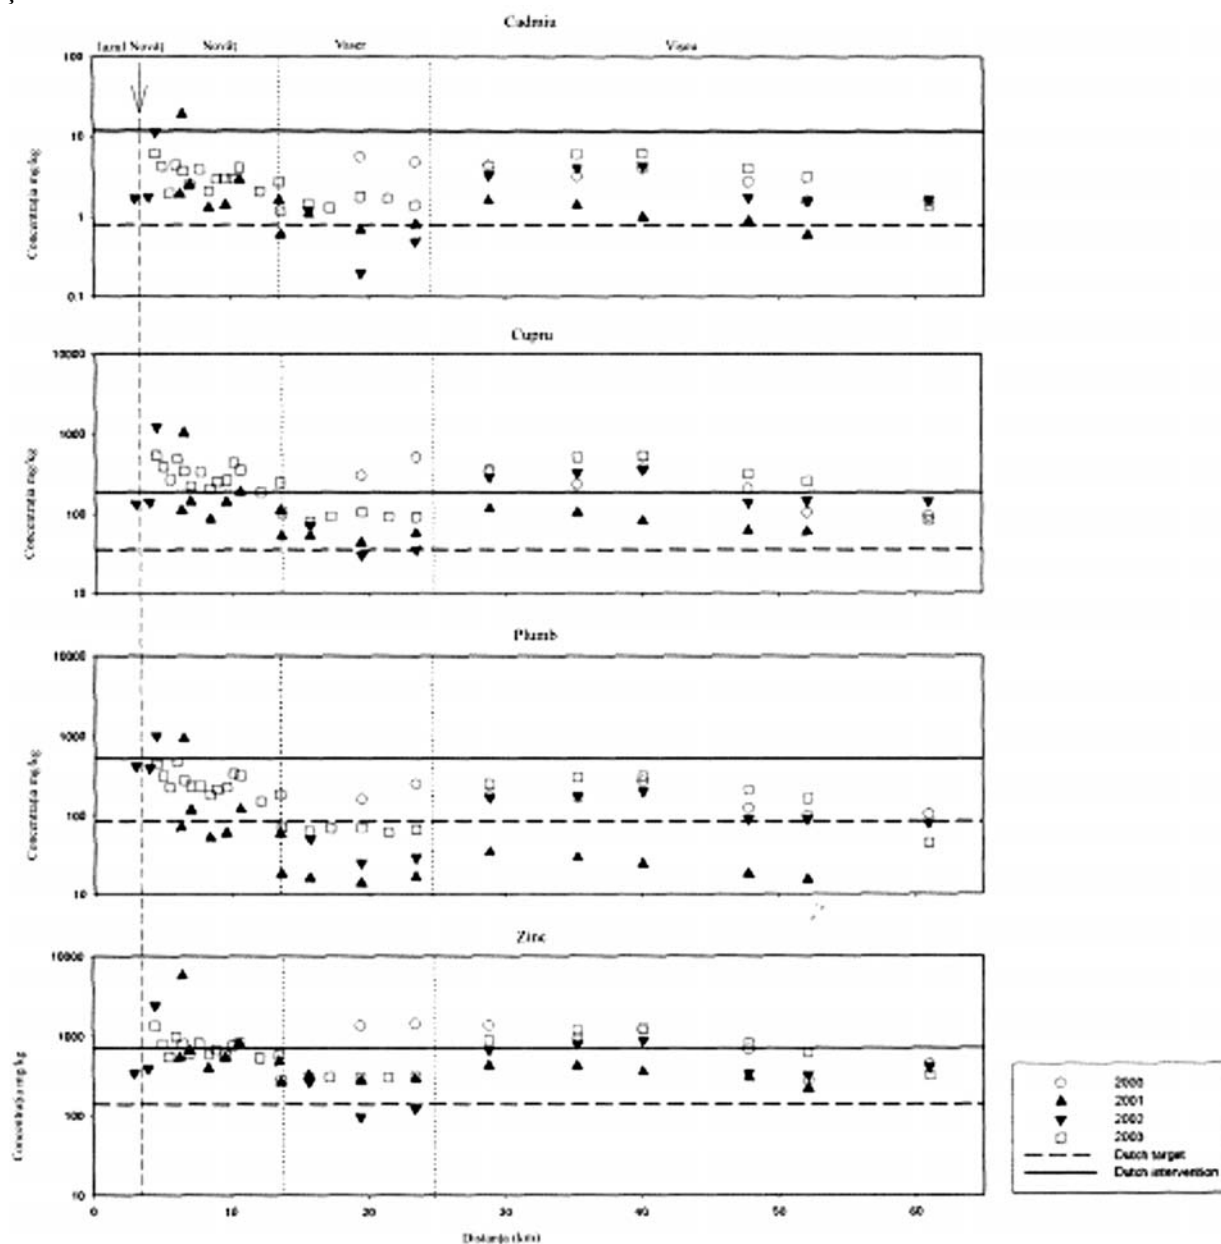 Cadmiu
Iazul Novăț Novăț Vaser Vișeu
100
10
1
0.1
Concentrația mg/kg
Cupru
10000
1000
100
10
Concentrația mg/kg
Plumb
10000
1000
100
10
Concentrația mg/kg
Zinc
10000
1000
100
10
Concentrația mg/kg
0 10 20 30 40 50 60
Distanța (km)
2000
2001
2002
2003
Dutch target
Dutch intervention